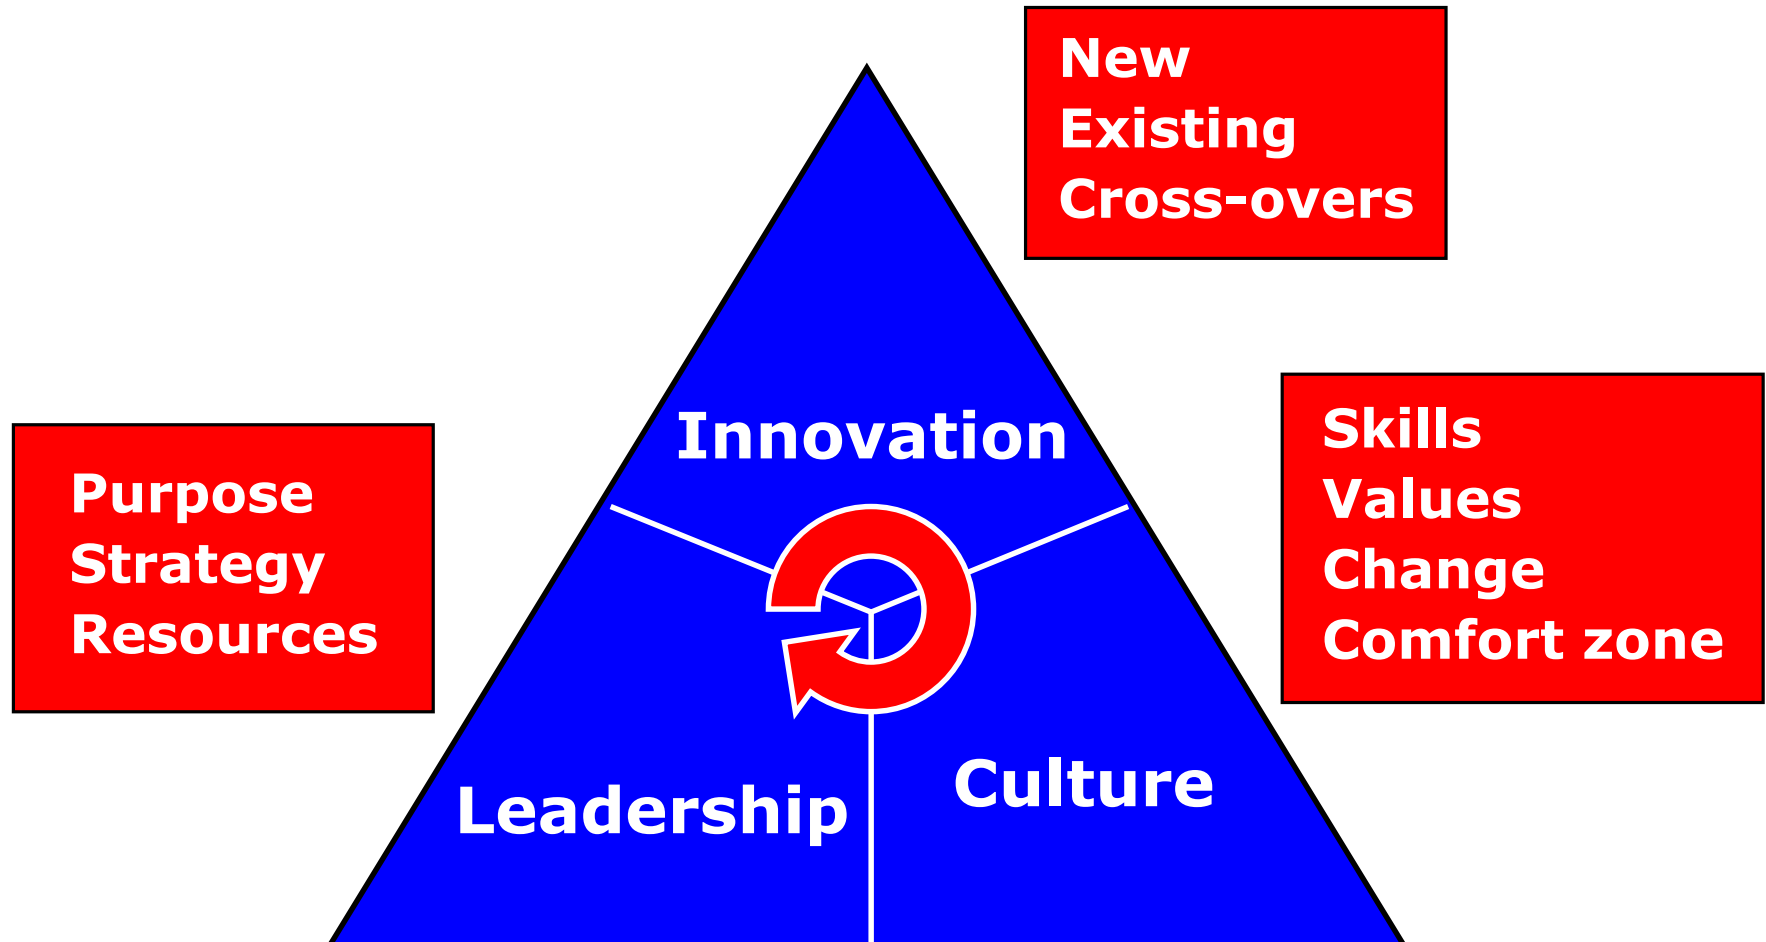 New
Existing
Cross-overs
Innovation
Skills
Values
Change
Comfort zone
Purpose
Strategy
Resources
Leadership
Culture